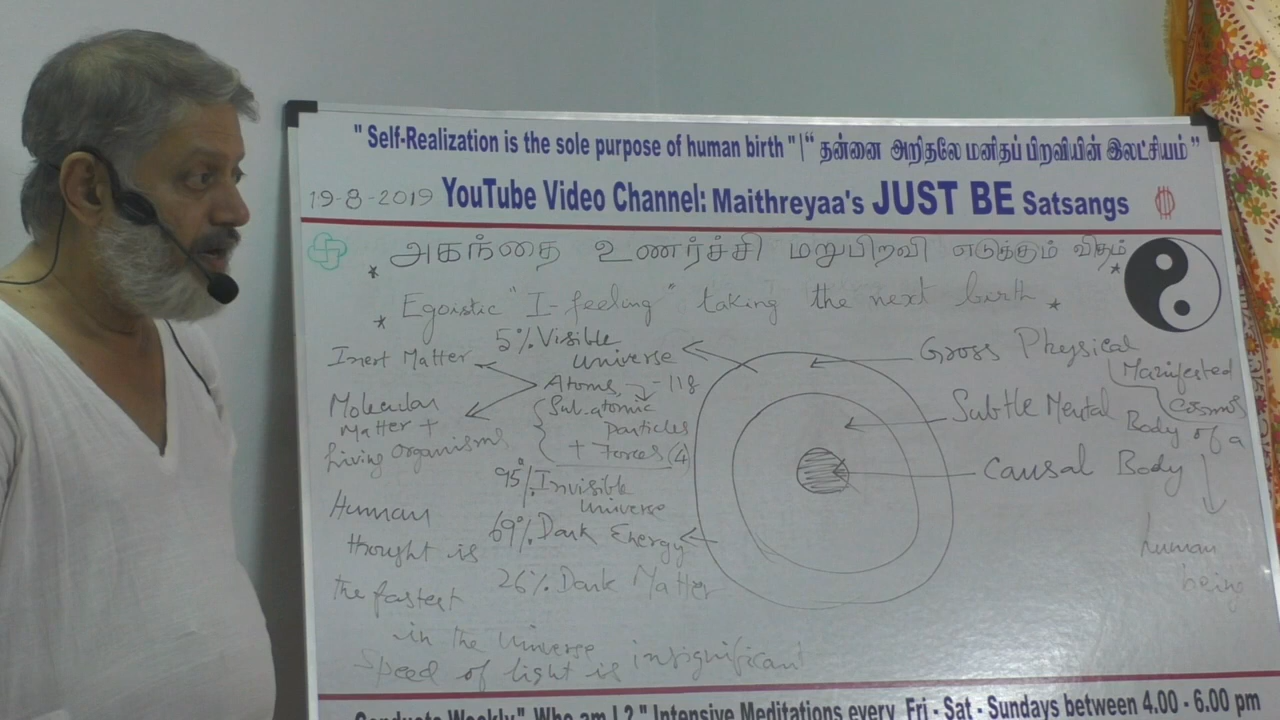 " Self-Realization is the sole purpose of human birth " | " தன்னை அறிதலே மனிதப் பிறவியின் இலட்சியம் "
19-8-2019 YouTube Video Channel: Maithreyaa's JUST BE Satsangs
* அகந்தை உணர்ச்சி மறுபிறவி எடுக்கும் விதம் *
* Egoistic "I-feeling" taking the next birth *
Inert Matter
Molecular
Matter +
Living Organisms
Human
thought is
the fastest
in the universe
Speed of light is insignificant
5% Visible
Universe
Atoms - 118
Sub-atomic
Particles
+ Forces (4)
95% Invisible
Universe
69% Dark Energy
26% Dark Matter
Gross Physical
Manifested
Cosmos
Subtle Mental
Body of a
Causal Body
human
being
Conducts Weekly " Who am I ? " Intensive Meditations every Fri - Sat - Sundays between 4.00 - 6.00 pm